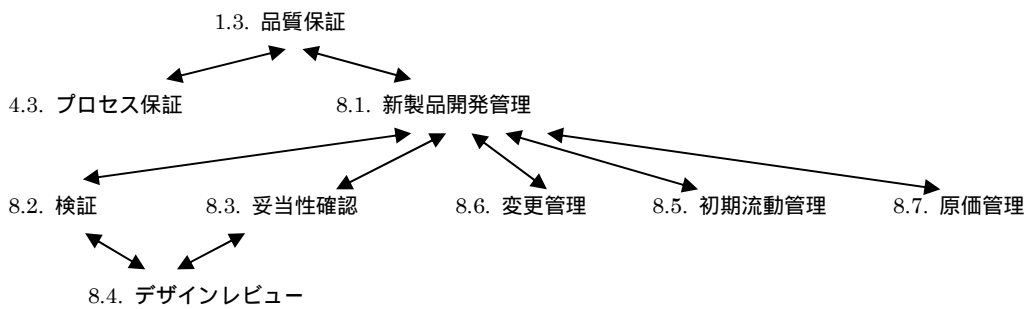 1.3. 品質保証
4.3. プロセス保証
8.1. 新製品開発管理
8.2. 検証
8.3. 妥当性確認
8.6. 変更管理
8.5. 初期流動管理
8.7. 原価管理
8.4. デザインレビュー